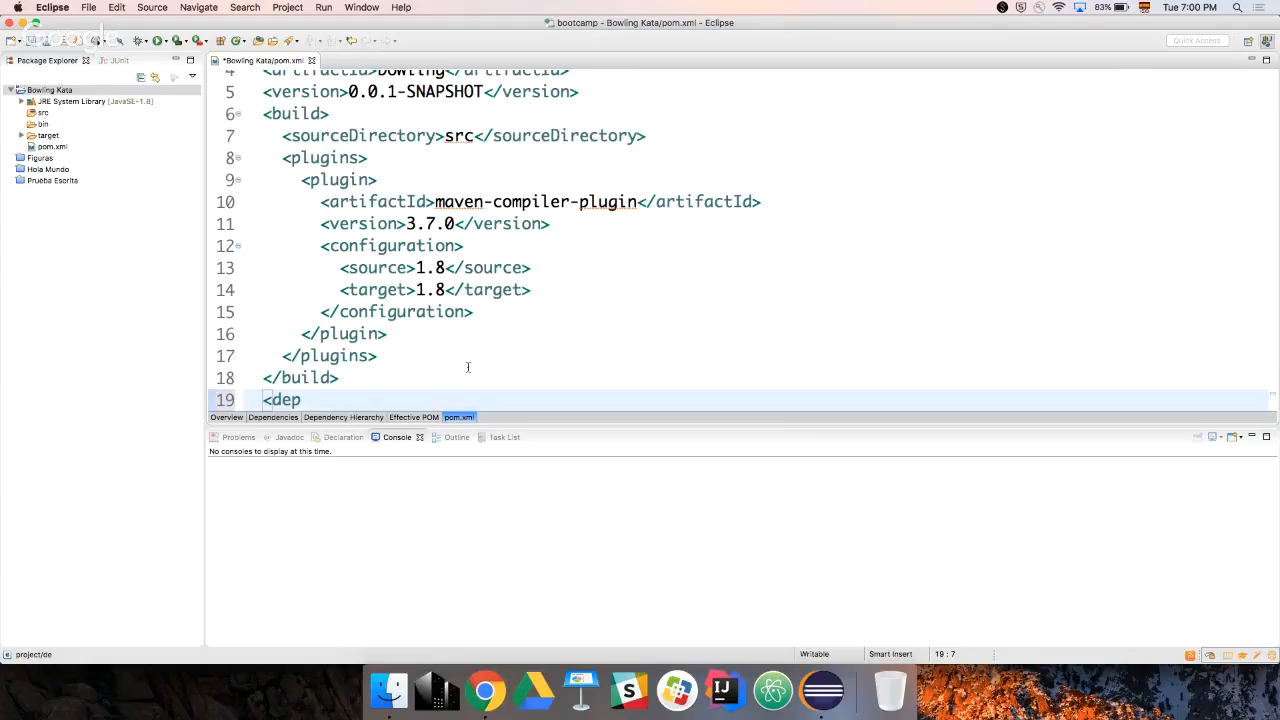 Eclipse File Edit Source Navigate Search Project Run Window Help
83% Tue 7:00 PM
bootcamp - Bowling Kata/pom.xml - Eclipse
Quick Access
Package Explorer JUnit
*Bowling Kata/pom.xml
Bowling Kata
JRE System Library [JavaSE-1.8]
src
bin
target
pom.xml
Figuras
Hola Mundo
Prueba Escrita
4 <artifactId>bowling</artifactId>
5 <version>0.0.1-SNAPSHOT</version>
6 <build>
7 <sourceDirectory>src</sourceDirectory>
8 <plugins>
9 <plugin>
10 <artifactId>maven-compiler-plugin</artifactId>
11 <version>3.7.0</version>
12 <configuration>
13 <source>1.8</source>
14 <target>1.8</target>
15 </configuration>
16 </plugin>
17 </plugins>
18 </build>
19 <dep
Overview Dependencies Dependency Hierarchy Effective POM pom.xml
Problems Javadoc Declaration Console Outline Task List
No consoles to display at this time.
project/de
Writable Smart Insert 19 : 7